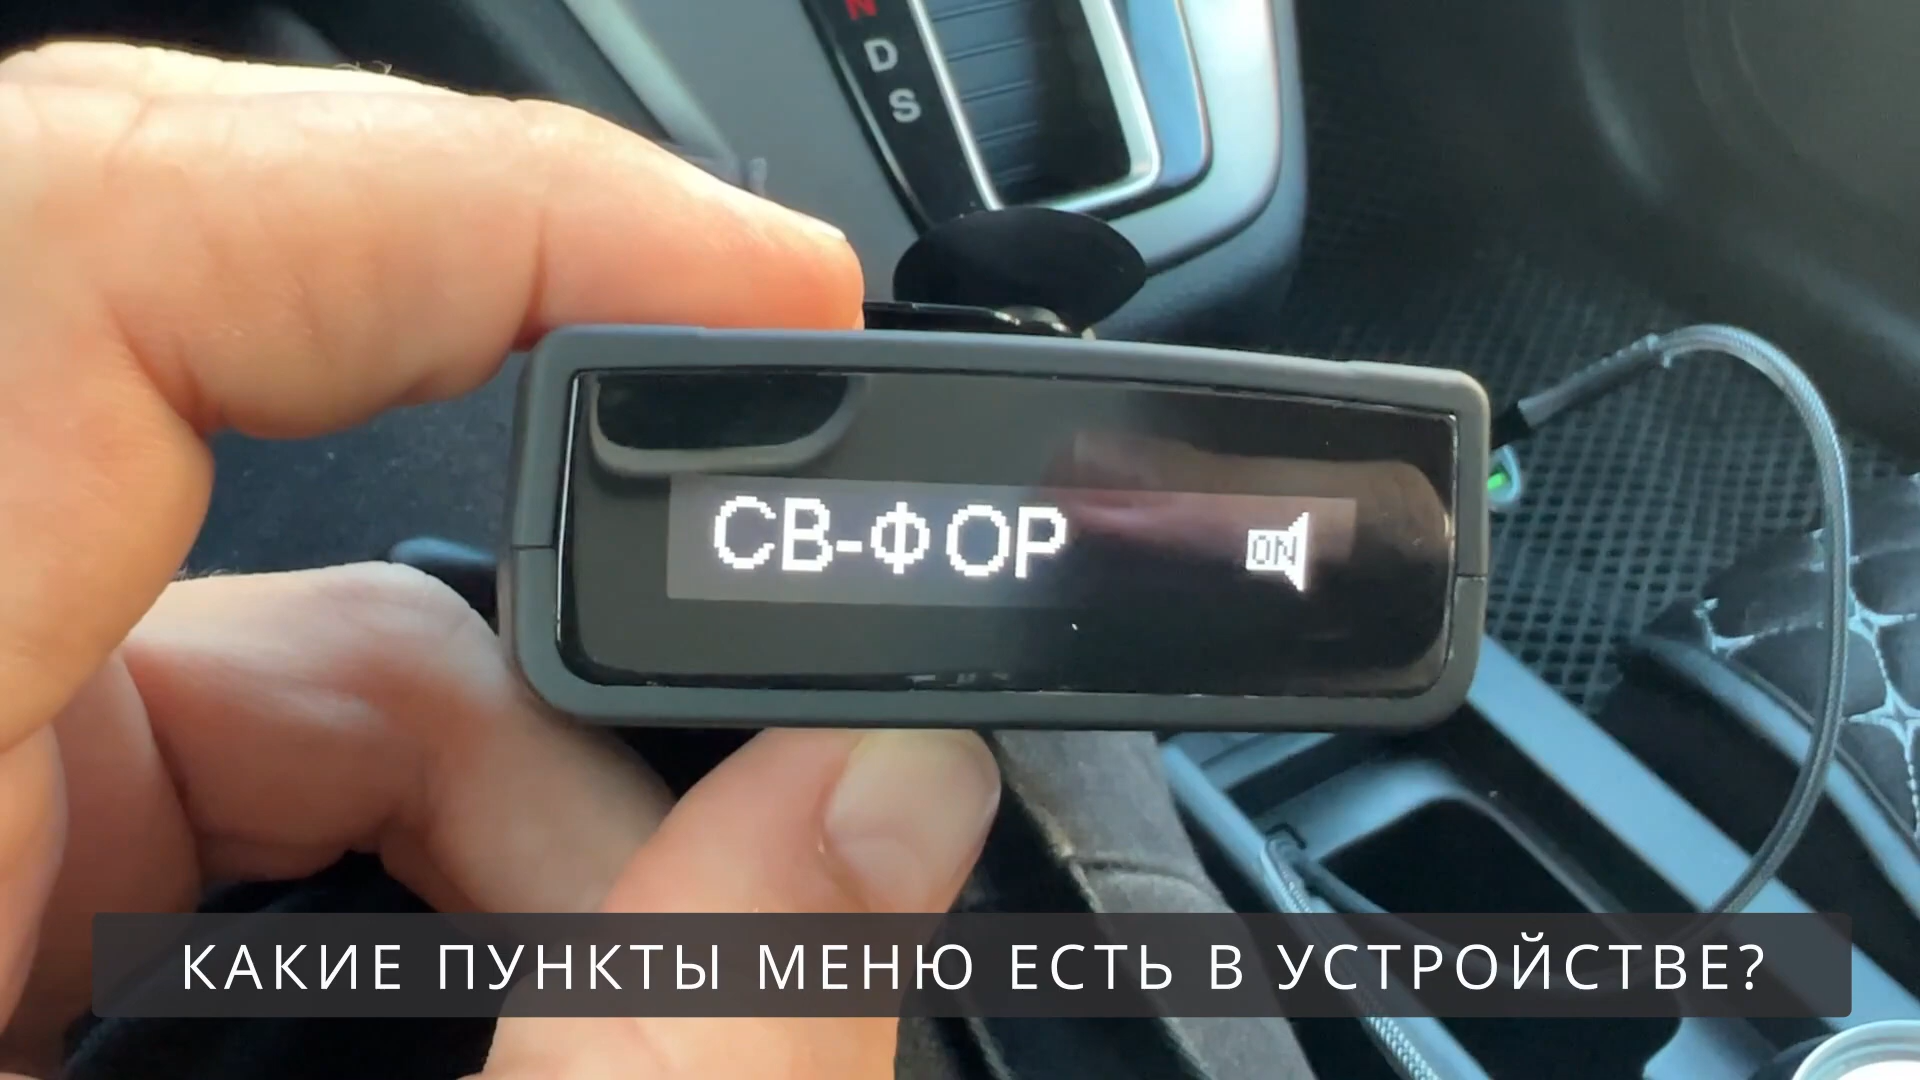 N
D
S
СВ-ФОР
ON
КАКИЕ ПУНКТЫ МЕНЮ ЕСТЬ В УСТРОЙСТВЕ?